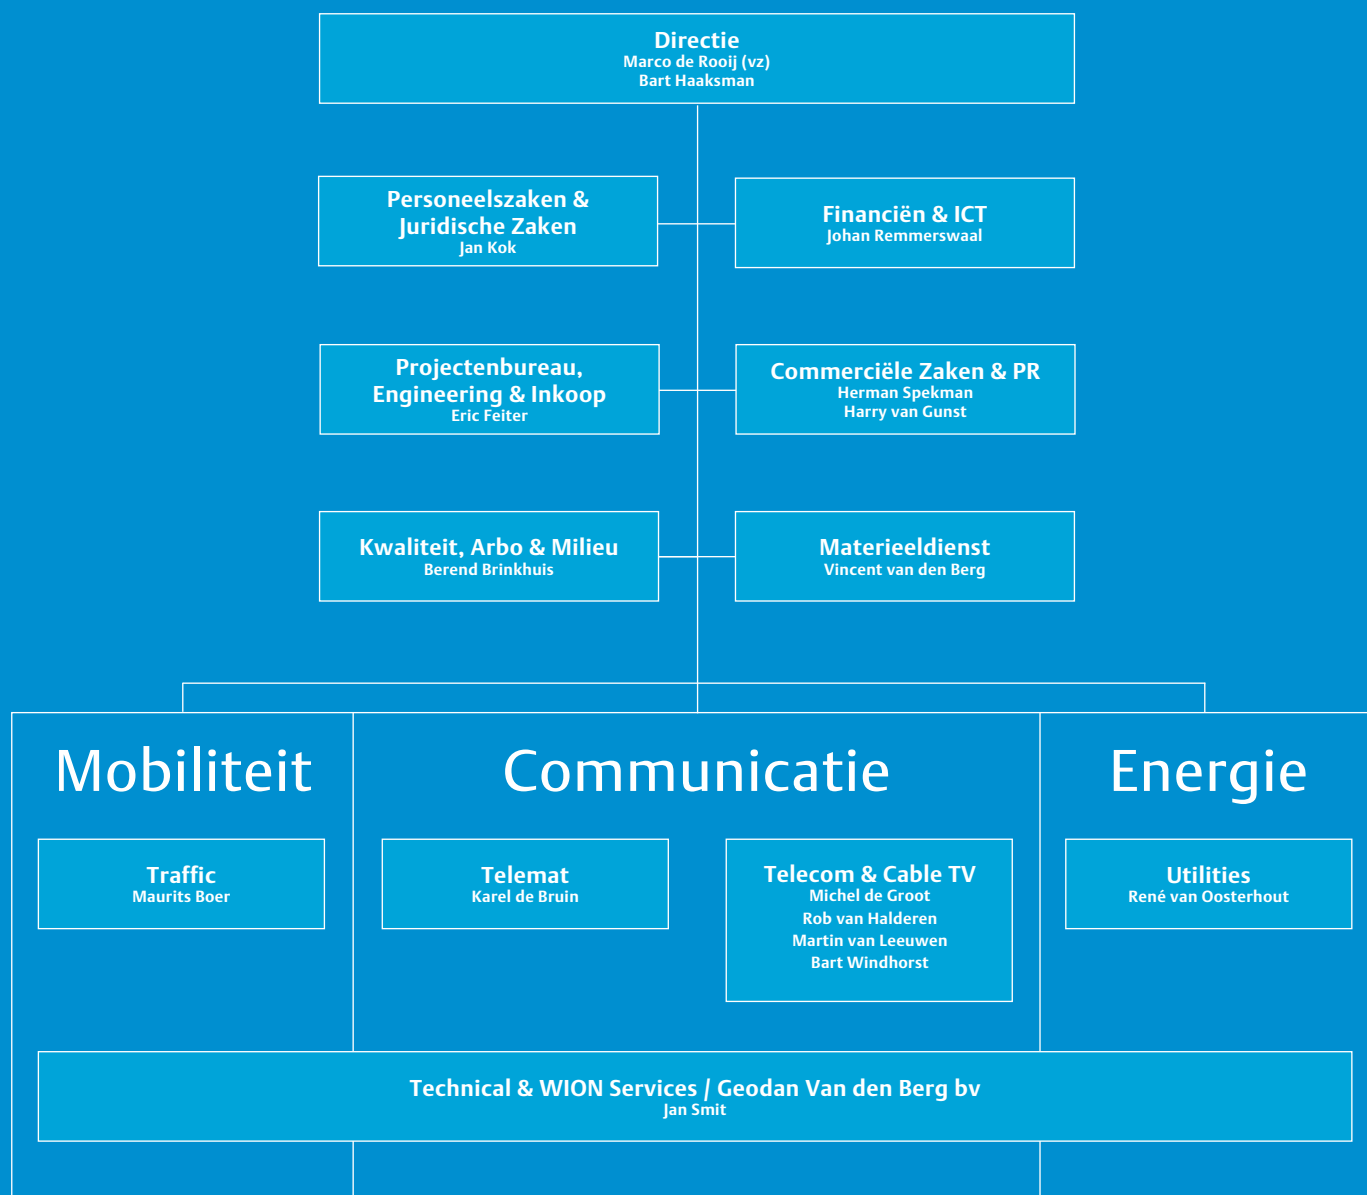 Directie
Marco de Rooij (vz)
Bart Haaksman
Personeelszaken &
Juridische Zaken
Jan Kok
Financiën & ICT
Johan Remmerswaal
Projectenbureau,
Engineering & Inkoop
Eric Feiter
Commerciële Zaken & PR
Herman Spekman
Harry van Gunst
Kwaliteit, Arbo & Milieu
Berend Brinkhuis
Materieeldienst
Vincent van den Berg
Mobiliteit
Communicatie
Energie
Traffic
Maurits Boer
Telemat
Karel de Bruin
Telecom & Cable TV
Michel de Groot
Rob van Halderen
Martin van Leeuwen
Bart Windhorst
Utilities
René van Oosterhout
Technical & WION Services / Geodan Van den Berg bv
Jan Smit